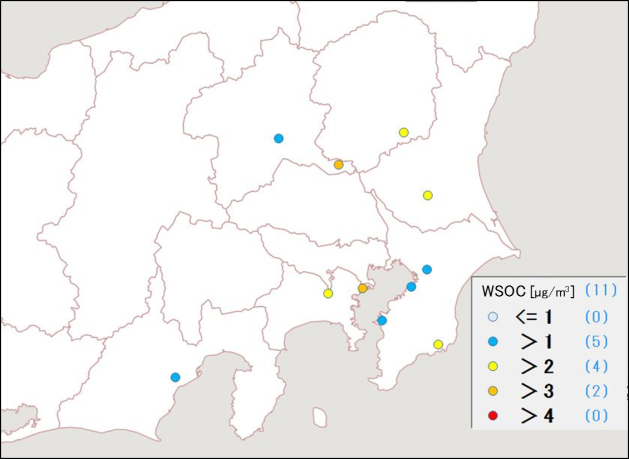 WSOC [μg/m³] (11)
<= 1 (0)
> 1 (5)
> 2 (4)
> 3 (2)
> 4 (0)